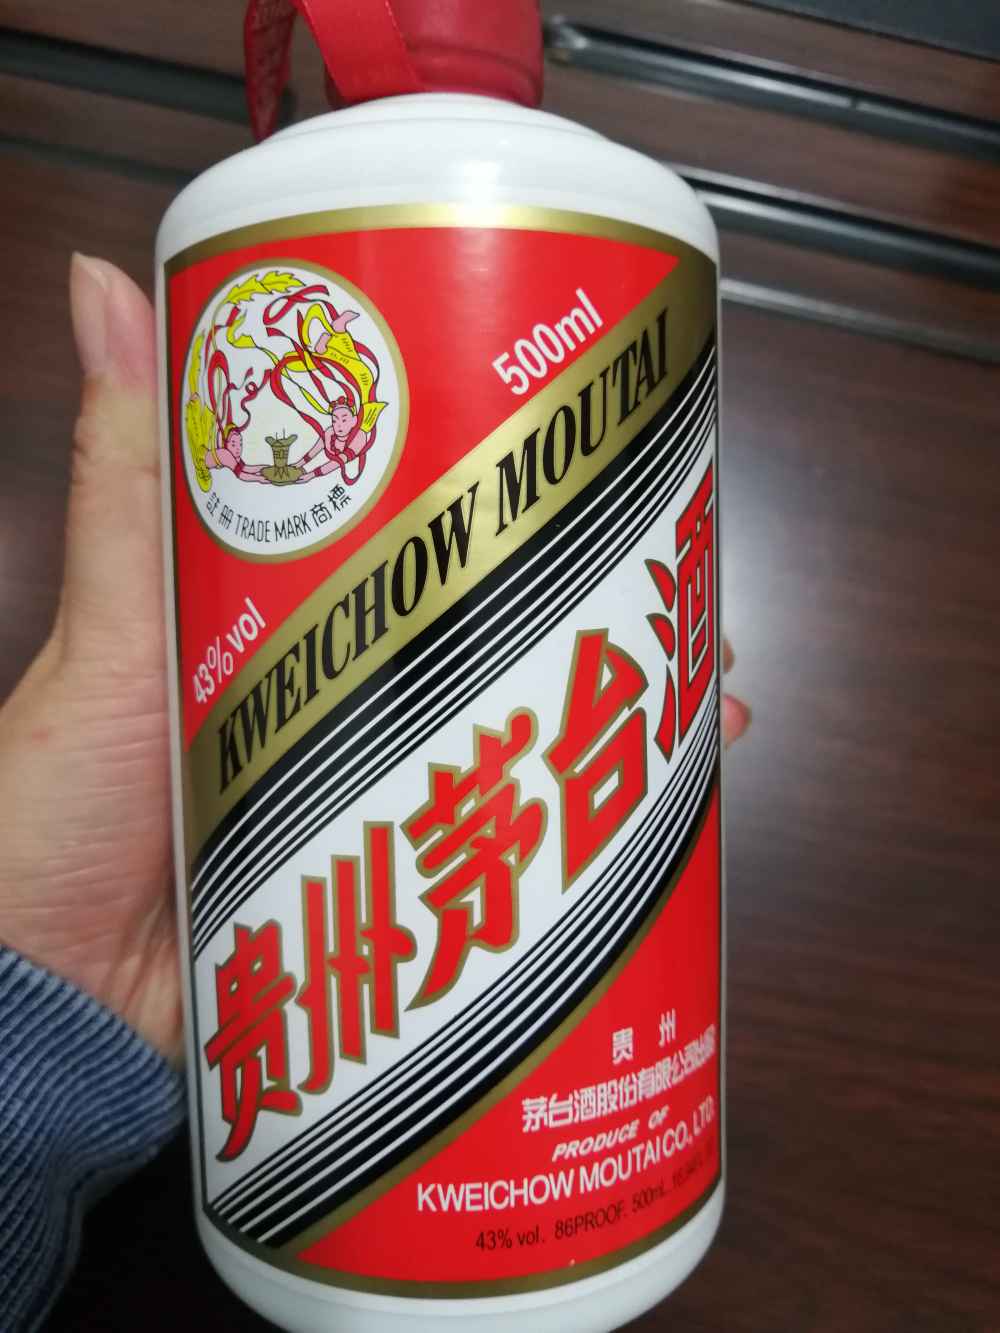 500ml
註册 TRADE MARK 商標
43% vol
KWEICHOW MOUTAI
贵州茅台酒
贵州
茅台酒股份有限公司出品
PRODUCE OF
KWEICHOW MOUTAI CO., LTD.
43% vol. 86PROOF. 500mL.